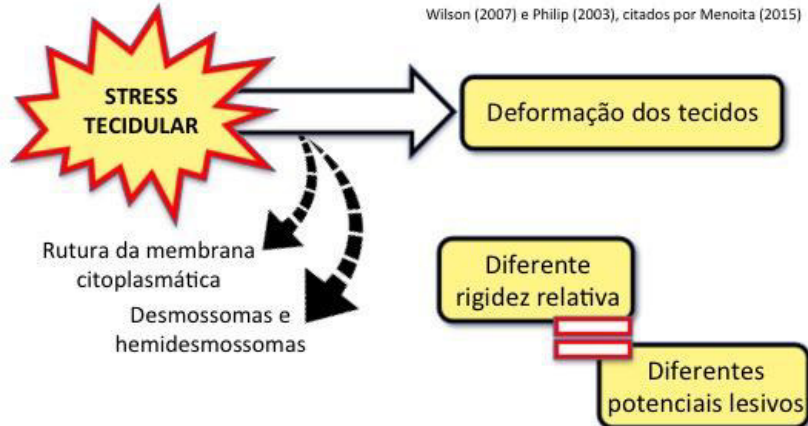 Wilson (2007) e Philip (2003), citados por Menoita (2015)
STRESS
TECIDULAR
Deformação dos tecidos
Rutura da membrana
citoplasmática
Desmossomas e
hemidesmossomas
Diferente
rigidez relativa
Diferentes
potenciais lesivos